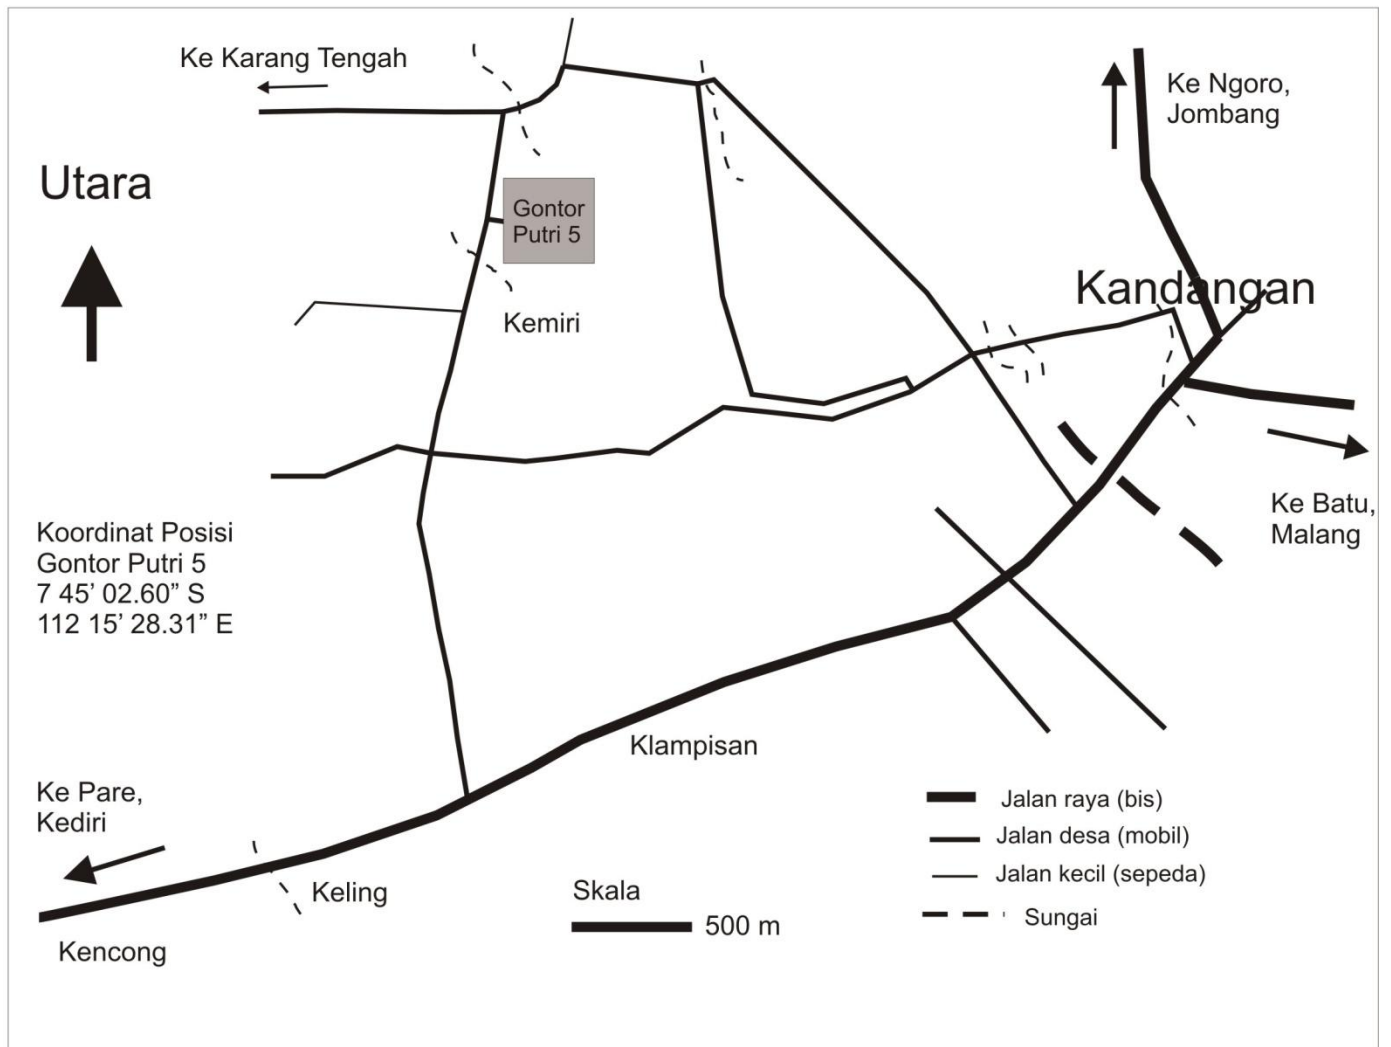 Ke Karang Tengah
Ke Ngoro,
Jombang
Utara
Gontor
Putri 5
Kandangan
Kemiri
Ke Batu,
Malang
Koordinat Posisi
Gontor Putri 5
7 45’ 02.60” S
112 15’ 28.31” E
Klampisan
Ke Pare,
Kediri
Jalan raya (bis)
Jalan desa (mobil)
Jalan kecil (sepeda)
Sungai
Keling
Skala
500 m
Kencong